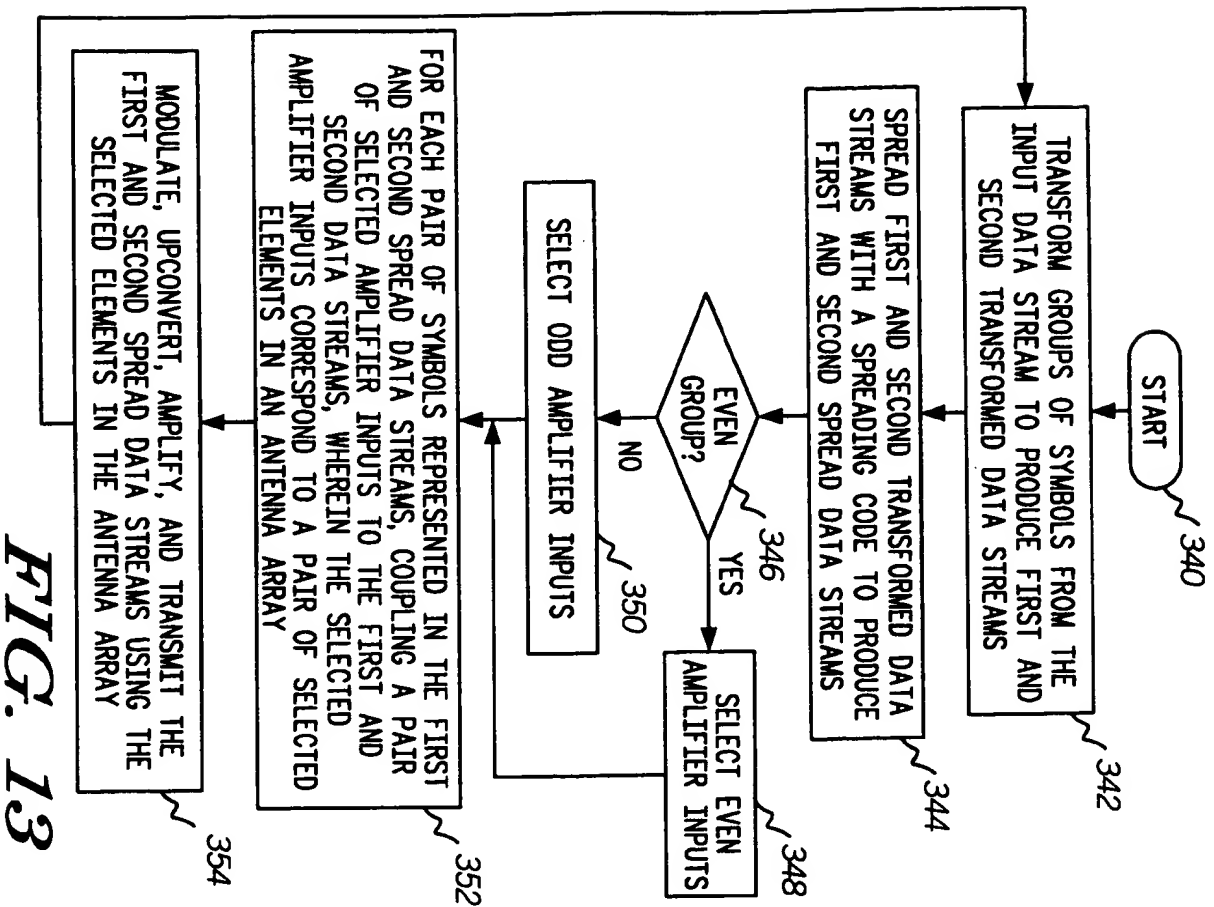 START
340
TRANSFORM GROUPS OF SYMBOLS FROM THE
INPUT DATA STREAM TO PRODUCE FIRST AND
SECOND TRANSFORMED DATA STREAMS
342
SPREAD FIRST AND SECOND TRANSFORMED DATA
STREAMS WITH A SPREADING CODE TO PRODUCE
FIRST AND SECOND SPREAD DATA STREAMS
344
EVEN
GROUP?
346
YES
NO
SELECT EVEN
AMPLIFIER INPUTS
348
SELECT ODD AMPLIFIER INPUTS
350
FOR EACH PAIR OF SYMBOLS REPRESENTED IN THE FIRST
AND SECOND SPREAD DATA STREAMS, COUPLING A PAIR
OF SELECTED AMPLIFIER INPUTS TO THE FIRST AND
SECOND DATA STREAMS, WHEREIN THE SELECTED
AMPLIFIER INPUTS CORRESPOND TO A PAIR OF SELECTED
ELEMENTS IN AN ANTENNA ARRAY
352
MODULATE, UPCONVERT, AMPLIFY, AND TRANSMIT THE
FIRST AND SECOND SPREAD DATA STREAMS USING THE
SELECTED ELEMENTS IN THE ANTENNA ARRAY
354
FIG. 13